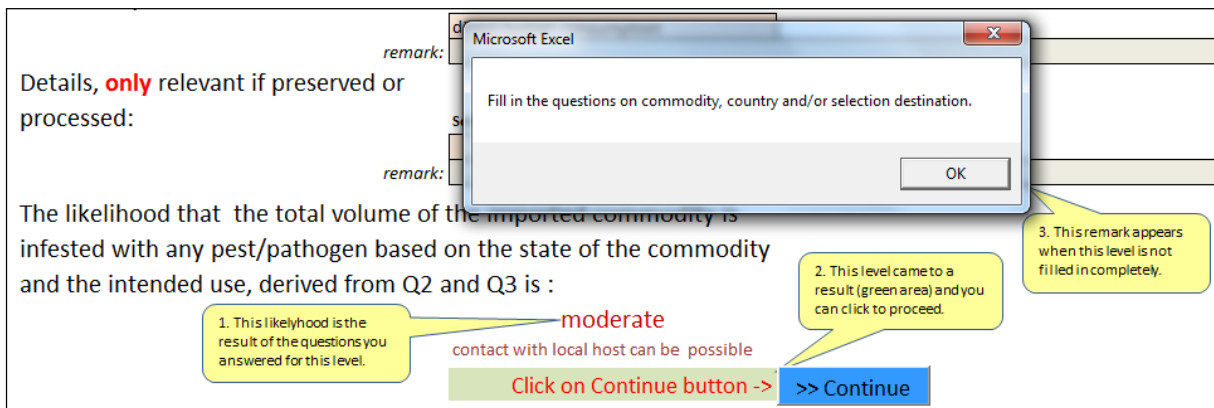 Microsoft Excel
X
remark:
Details, only relevant if preserved or
processed:
Fill in the questions on commodity, country and/or selection destination.
OK
remark:
The likelihood that the total volume of the imported commodity is
infested with any pest/pathogen based on the state of the commodity
and the intended use, derived from Q2 and Q3 is :
3. This remark appears
when this level is not
filled in completely.
2. This level came to a
result (green area) and you
can click to proceed.
1. This likelyhood is the
result of the questions you
answered for this level.
moderate
contact with local host can be possible
Click on Continue button ->
>> Continue